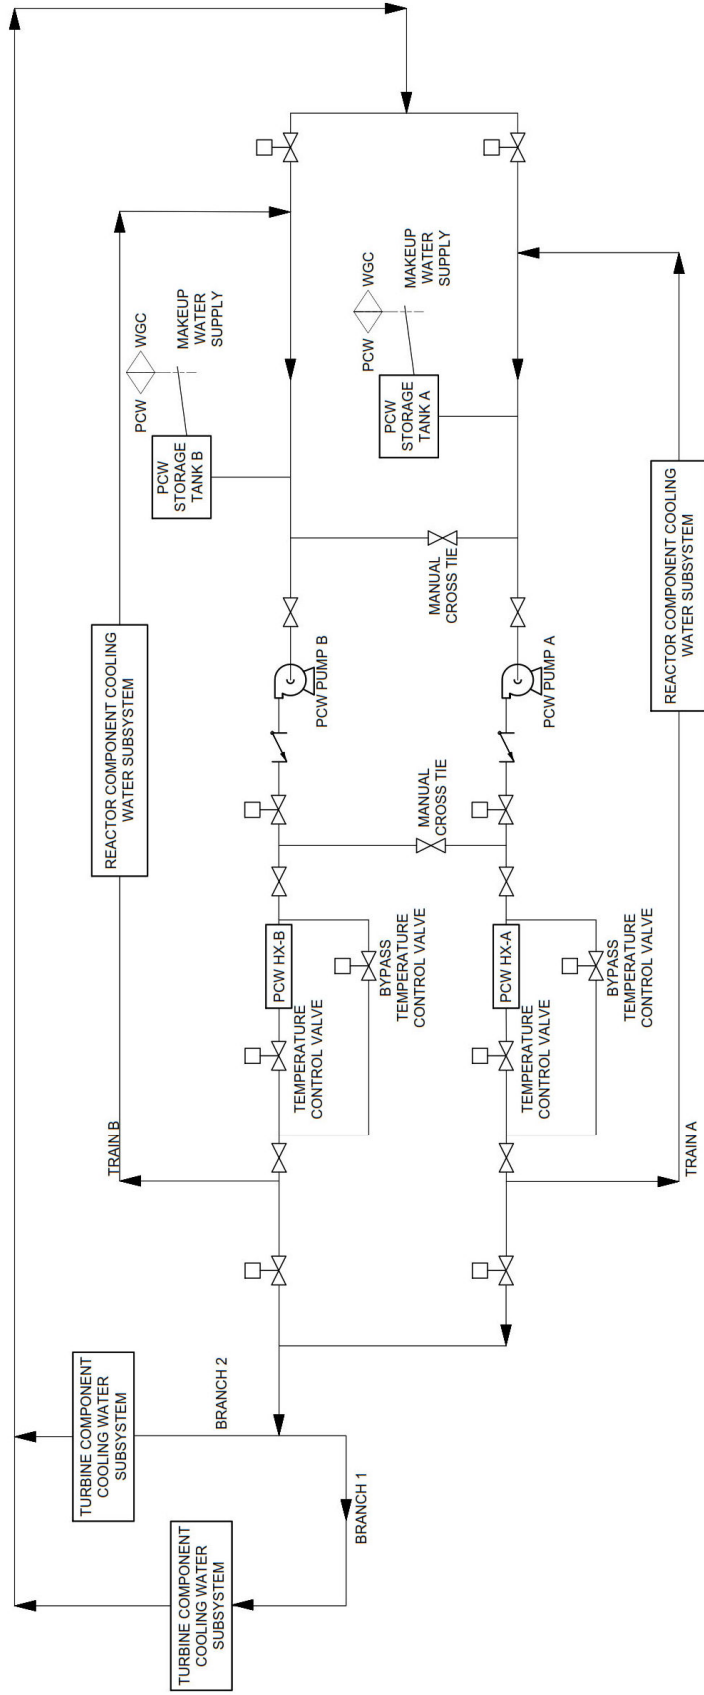 TURBINE COMPONENT
COOLING WATER
SUBSYSTEM
TURBINE COMPONENT
COOLING WATER
SUBSYSTEM
BRANCH 2
BRANCH 1
TRAIN B
REACTOR COMPONENT COOLING
WATER SUBSYSTEM
PCW
WGC
MAKEUP
WATER
SUPPLY
PCW
STORAGE
TANK B
PCW HX-B
TEMPERATURE
CONTROL VALVE
BYPASS
TEMPERATURE
CONTROL VALVE
PCW PUMP B
MANUAL
CROSS TIE
MANUAL
CROSS TIE
PCW
WGC
MAKEUP
WATER
SUPPLY
PCW
STORAGE
TANK A
PCW HX-A
TEMPERATURE
CONTROL VALVE
BYPASS
TEMPERATURE
CONTROL VALVE
PCW PUMP A
TRAIN A
REACTOR COMPONENT COOLING
WATER SUBSYSTEM